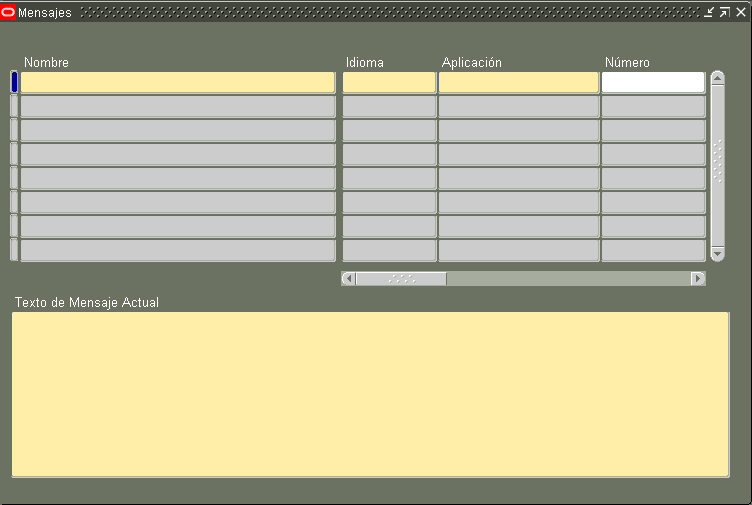 Mensajes
Nombre Idioma Aplicación Número
Texto de Mensaje Actual